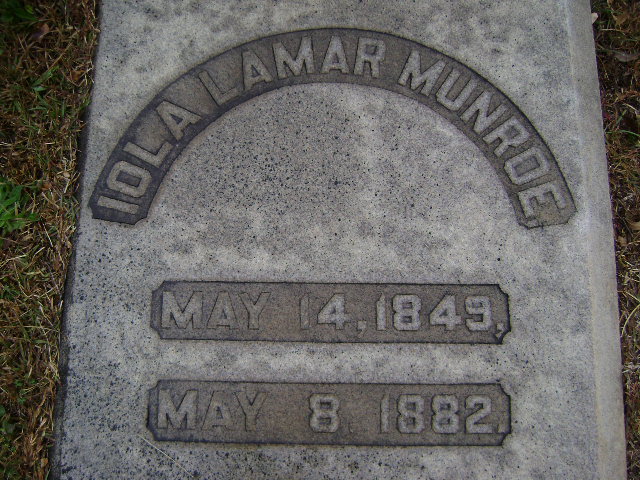 IOLA LAMAR MUNROE
MAY 14, 1849,
MAY 8, 1882.